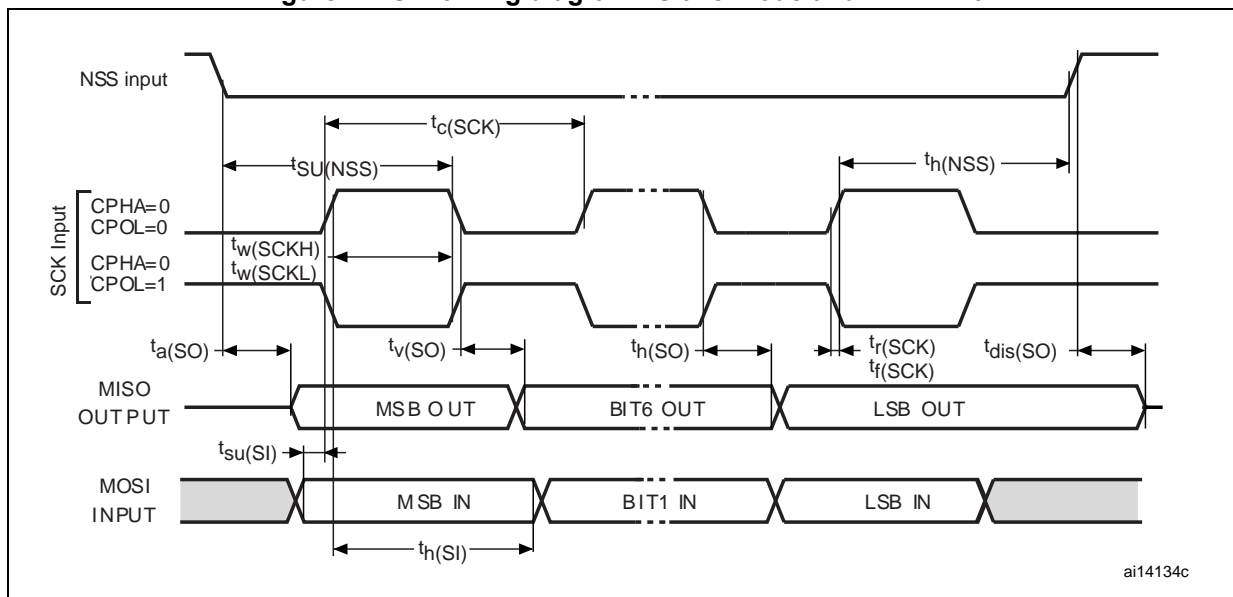 NSS input
tc(SCK)
tSU(NSS)
th(NSS)
SCK Input
CPHA=0
CPOL=0
tw(SCKH)
CPHA=0
tw(SCKL)
CPOL=1
ta(SO)
tv(SO)
th(SO)
tr(SCK)
tf(SCK)
tdis(SO)
MISO
OUTPUT
MSB OUT
BIT6 OUT
LSB OUT
tsu(SI)
MOSI
INPUT
MSB IN
BIT1 IN
LSB IN
th(SI)
ai14134c